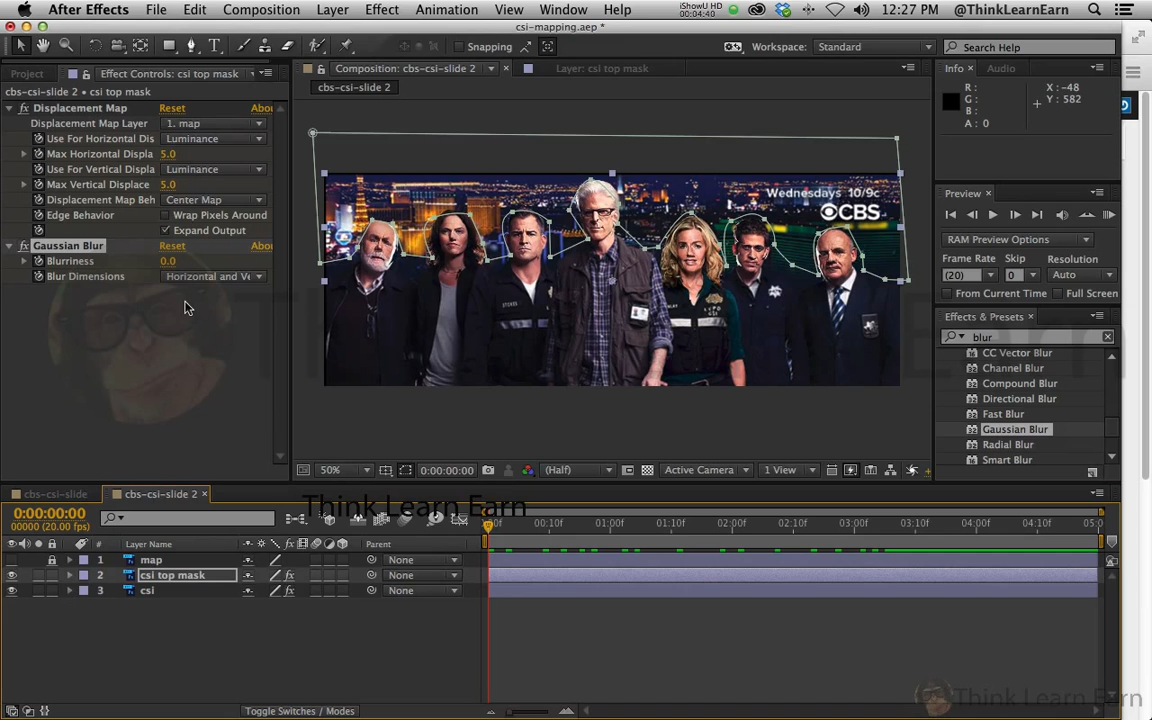 After Effects File Edit Composition Layer Effect Animation View Window Help iShowU HD 00:04:40 12:27 PM @ThinkLearnEarn
csi-mapping.aep *
Snapping Workspace: Standard Search Help
Project Effect Controls: csi top mask Composition: cbs-csi-slide 2 Layer: csi top mask Info Audio
cbs-csi-slide 2 • csi top mask cbs-csi-slide 2
R: X: -48
G: Y: 582
B:
A: 0
fx Displacement Map Reset Abou
Displacement Map Layer 1. map
Use For Horizontal Dis Luminance
Max Horizontal Displa 5.0
Use For Vertical Displa Luminance
Max Vertical Displace 5.0
Displacement Map Beh Center Map
Edge Behavior Wrap Pixels Around
Expand Output
fx Gaussian Blur Reset Abou
Blurriness 0.0
Blur Dimensions Horizontal and Ve
Wednesdays 10/9c
CBS
STOKES
Preview
RAM Preview Options
Frame Rate Skip Resolution
(20) 0 Auto
From Current Time Full Screen
Effects & Presets
blur
CC Vector Blur
Channel Blur
Compound Blur
Directional Blur
Fast Blur
Gaussian Blur
Radial Blur
Smart Blur
50% 0:00:00:00 (Half) Active Camera 1 View
cbs-csi-slide cbs-csi-slide 2
Think Learn Earn
0:00:00:00
00000 (20.00 fps)
00f 00:10f 01:00f 01:10f 02:00f 02:10f 03:00f 03:10f 04:00f 04:10f 05:0
# Layer Name fx Parent
1 map None
2 csi top mask fx None
3 csi fx None
Toggle Switches / Modes
Think Learn Earn